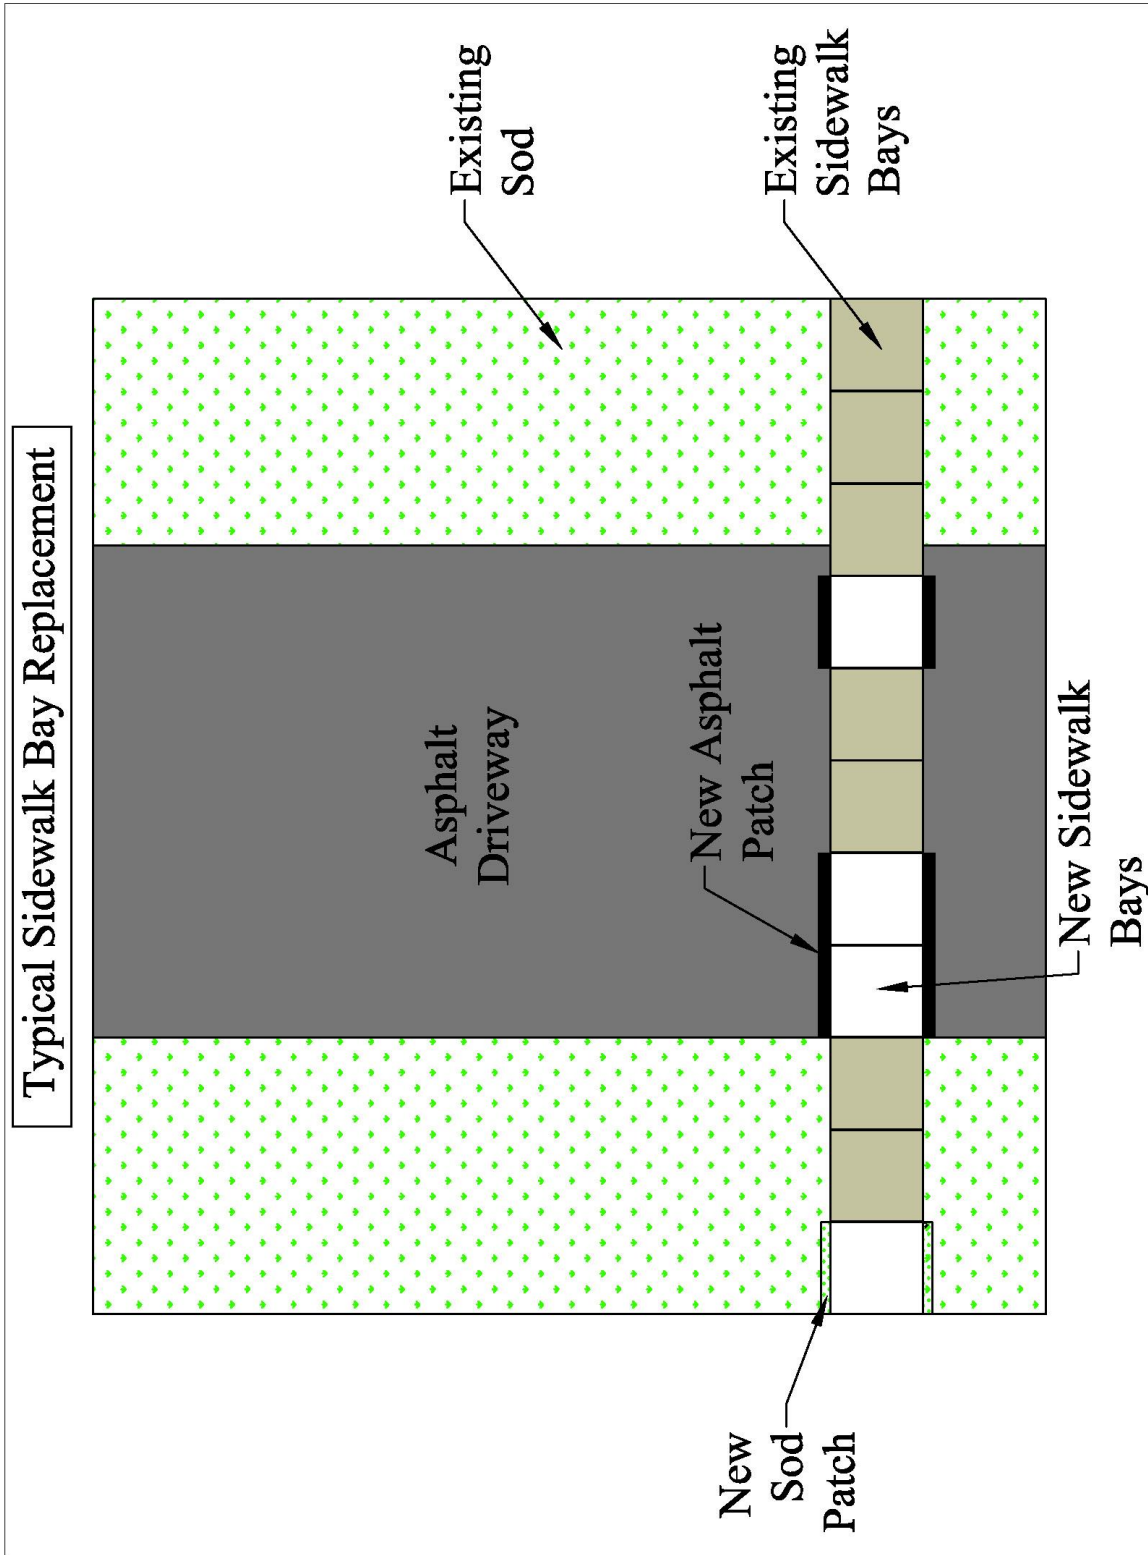 Typical Sidewalk Bay Replacement
Existing
Sod
Existing
Sidewalk
Bays
Asphalt
Driveway
New Asphalt
Patch
New Sidewalk
Bays
New
Sod
Patch